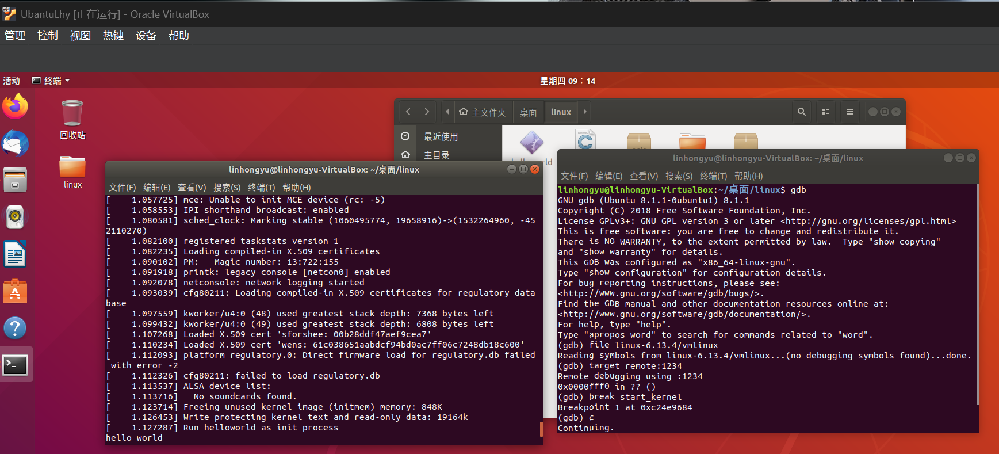 UbantuLhy [正在运行] - Oracle VirtualBox
管理 控制 视图 热键 设备 帮助
活动 终端 星期四 09：14
主文件夹 桌面 linux
回收站
最近使用
主目录
linux
linhongyu@linhongyu-VirtualBox: ~/桌面/linux
文件(F) 编辑(E) 查看(V) 搜索(S) 终端(T) 帮助(H)
[    1.057725] mce: Unable to init MCE device (rc: -5)
[    1.058553] IPI shorthand broadcast: enabled
[    1.080581] sched_clock: Marking stable (1060495774, 19658916)->(1532264960, -45
2110270)
[    1.082100] registered taskstats version 1
[    1.082235] Loading compiled-in X.509 certificates
[    1.090102] PM:   Magic number: 13:722:155
[    1.091918] printk: legacy console [netcon0] enabled
[    1.092078] netconsole: network logging started
[    1.093039] cfg80211: Loading compiled-in X.509 certificates for regulatory data
base
[    1.097559] kworker/u4:0 (48) used greatest stack depth: 7368 bytes left
[    1.099432] kworker/u4:0 (49) used greatest stack depth: 6808 bytes left
[    1.107268] Loaded X.509 cert 'sforshee: 00b28ddf47aef9cea7'
[    1.110234] Loaded X.509 cert 'wens: 61c038651aabdcf94bd0ac7ff06c7248db18c600'
[    1.112093] platform regulatory.0: Direct firmware load for regulatory.db failed
 with error -2
[    1.112326] cfg80211: failed to load regulatory.db
[    1.113537] ALSA device list:
[    1.113716]   No soundcards found.
[    1.123714] Freeing unused kernel image (initmem) memory: 848K
[    1.126453] Write protecting kernel text and read-only data: 19164k
[    1.127287] Run helloworld as init process
hello world
linhongyu@linhongyu-VirtualBox: ~/桌面/linux
文件(F) 编辑(E) 查看(V) 搜索(S) 终端(T) 帮助(H)
linhongyu@linhongyu-VirtualBox:~/桌面/linux$ gdb
GNU gdb (Ubuntu 8.1.1-0ubuntu1) 8.1.1
Copyright (C) 2018 Free Software Foundation, Inc.
License GPLv3+: GNU GPL version 3 or later <http://gnu.org/licenses/gpl.html>
This is free software: you are free to change and redistribute it.
There is NO WARRANTY, to the extent permitted by law.  Type "show copying"
and "show warranty" for details.
This GDB was configured as "x86_64-linux-gnu".
Type "show configuration" for configuration details.
For bug reporting instructions, please see:
<http://www.gnu.org/software/gdb/bugs/>.
Find the GDB manual and other documentation resources online at:
<http://www.gnu.org/software/gdb/documentation/>.
For help, type "help".
Type "apropos word" to search for commands related to "word".
(gdb) file linux-6.13.4/vmlinux
Reading symbols from linux-6.13.4/vmlinux...(no debugging symbols found)...done.
(gdb) target remote:1234
Remote debugging using :1234
0x0000fff0 in ?? ()
(gdb) break start_kernel
Breakpoint 1 at 0xc24e9684
(gdb) c
Continuing.